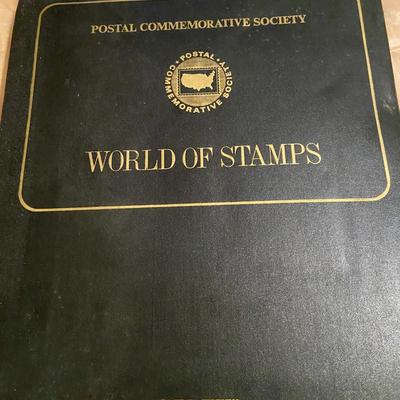 POSTAL COMMEMORATIVE SOCIETY
POSTAL
COMMEMORATIVE SOCIETY
WORLD OF STAMPS